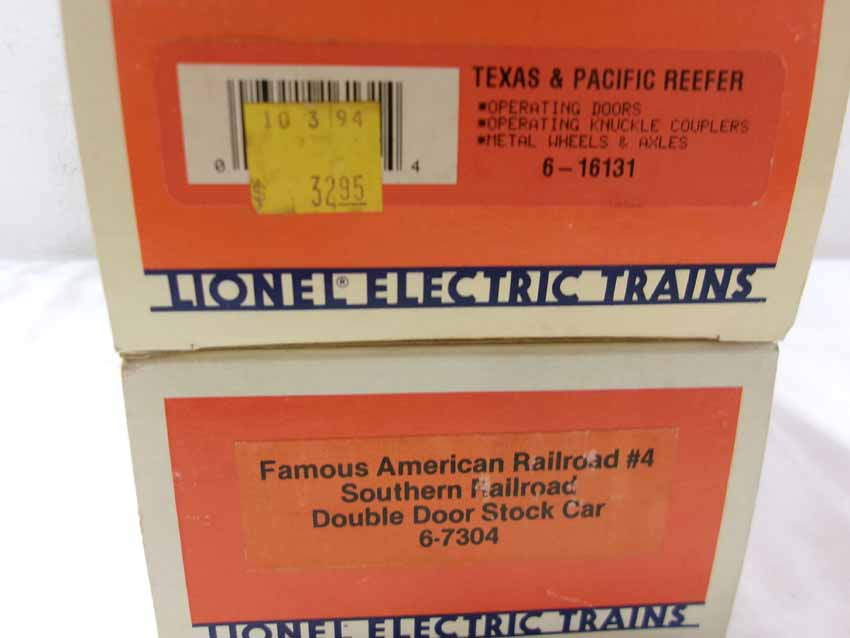 TEXAS & PACIFIC REEFER
▪OPERATING DOORS
▪OPERATING KNUCKLE COUPLERS
▪METAL WHEELS & AXLES
6-16131
10 3 94
$ 3295
0 4
LIONEL® ELECTRIC TRAINS
Famous American Railroad #4
Southern Railroad
Double Door Stock Car
6-7304
LIONEL ELECTRIC TRAINS